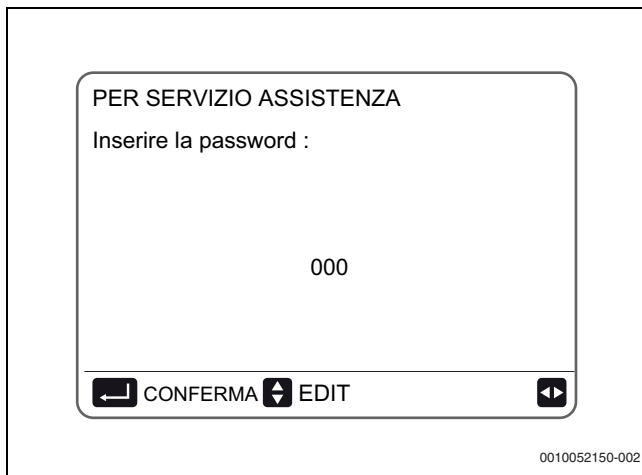 PER SERVIZIO ASSISTENZA
Inserire la password :
000
CONFERMA EDIT
0010052150-002